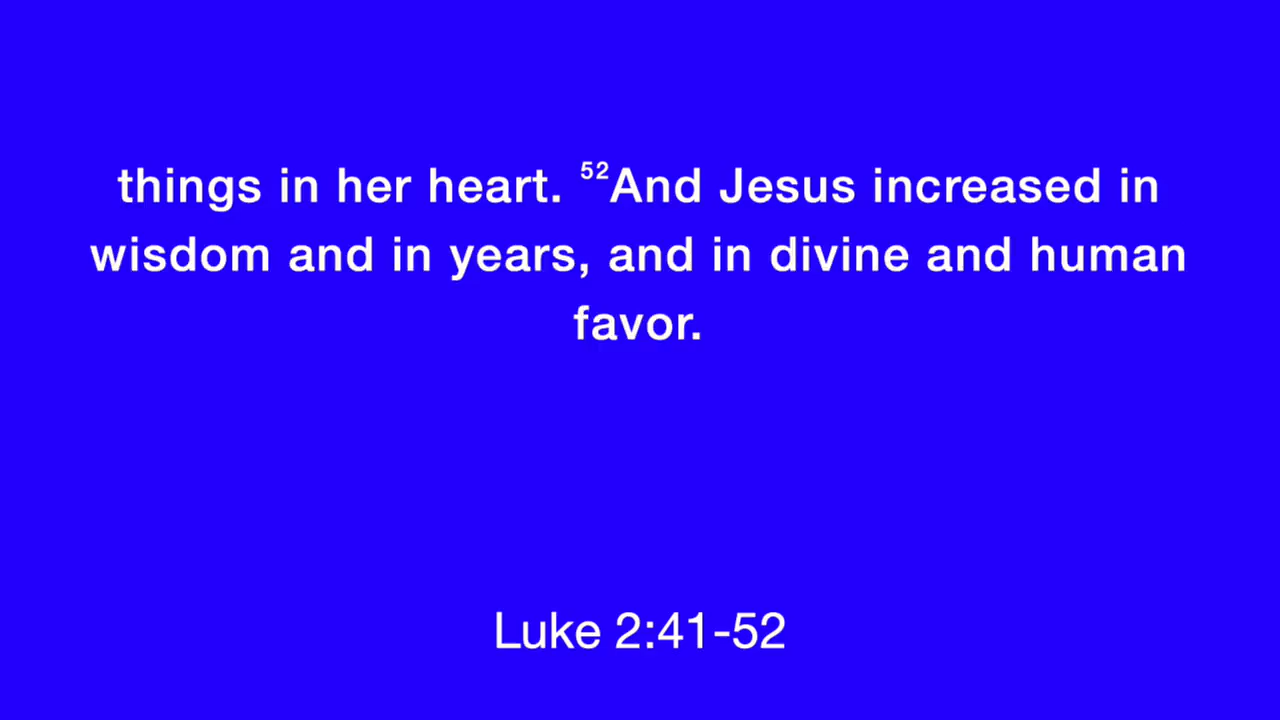 things in her heart. ⁵²And Jesus increased in
wisdom and in years, and in divine and human
favor.
Luke 2:41-52